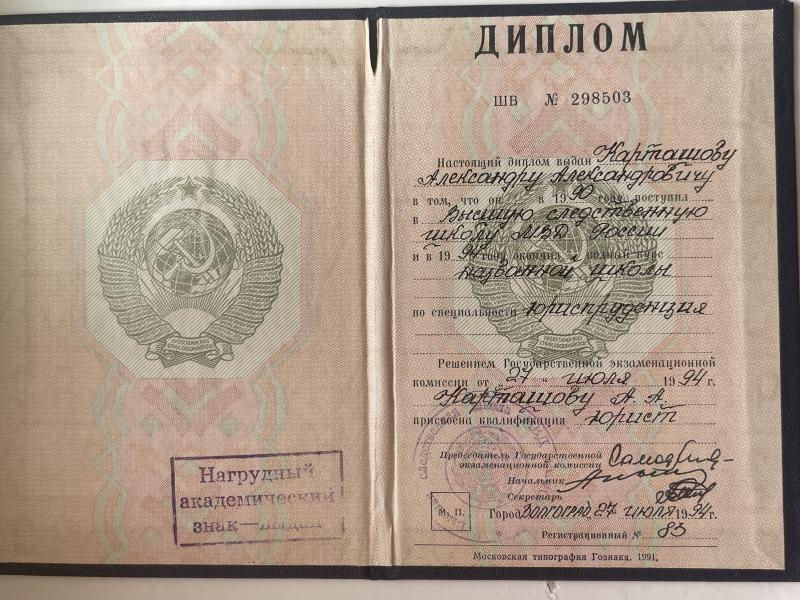 Нагрудный
академический
знак
ДИПЛОМ
ШВ № 298503
Настоящий диплом выдан Карташову
Александру Александровичу
в том, что он в 1990 году поступил
в Высшую следственную
школу МВД России
и в 1994 году окончил полный курс
названной школы
по специальности юриспруденция
Решением Государственной экзаменационной
комиссии от 27 " июля 1994 г.
Карташову А. А.
присвоена квалификация юрист
Председатель Государственной
экзаменационной комиссии
Начальник
Секретарь
М. П.
Город Волгоград 27 июля 1994 г.
Регистрационный № 83
Московская типография Гознака. 1991.